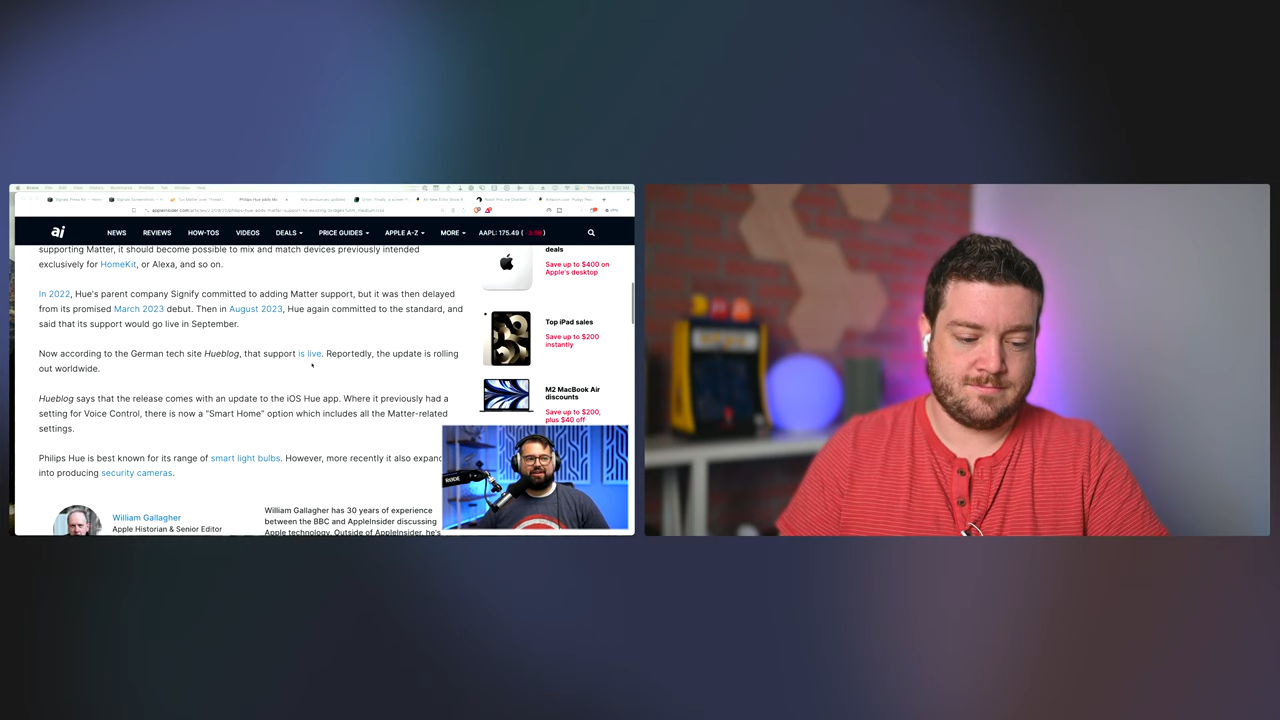 Philips Hue adds Ma
ai
NEWS
REVIEWS
HOW-TOS
VIDEOS
DEALS
PRICE GUIDES
APPLE A-Z
MORE
AAPL: 175.49 (
supporting Matter, it should become possible to mix and match devices previously intended
exclusively for HomeKit, or Alexa, and so on.
In 2022, Hue's parent company Signify committed to adding Matter support, but it was then delayed
from its promised March 2023 debut. Then in August 2023, Hue again committed to the standard, and
said that its support would go live in September.
Now according to the German tech site Hueblog, that support is live. Reportedly, the update is rolling
out worldwide.
Hueblog says that the release comes with an update to the iOS Hue app. Where it previously had a
setting for Voice Control, there is now a "Smart Home" option which includes all the Matter-related
settings.
Philips Hue is best known for its range of smart light bulbs. However, more recently it also expand
into producing security cameras.
William Gallagher
Apple Historian & Senior Editor
William Gallagher has 30 years of experience
between the BBC and AppleInsider discussing
Apple technology. Outside of AppleInsider, he's
deals
Save up to $400 on
Apple's desktop
Top iPad sales
Save up to $200
instantly
M2 MacBook Air
discounts
Save up to $200,
plus $40 off
RØDE